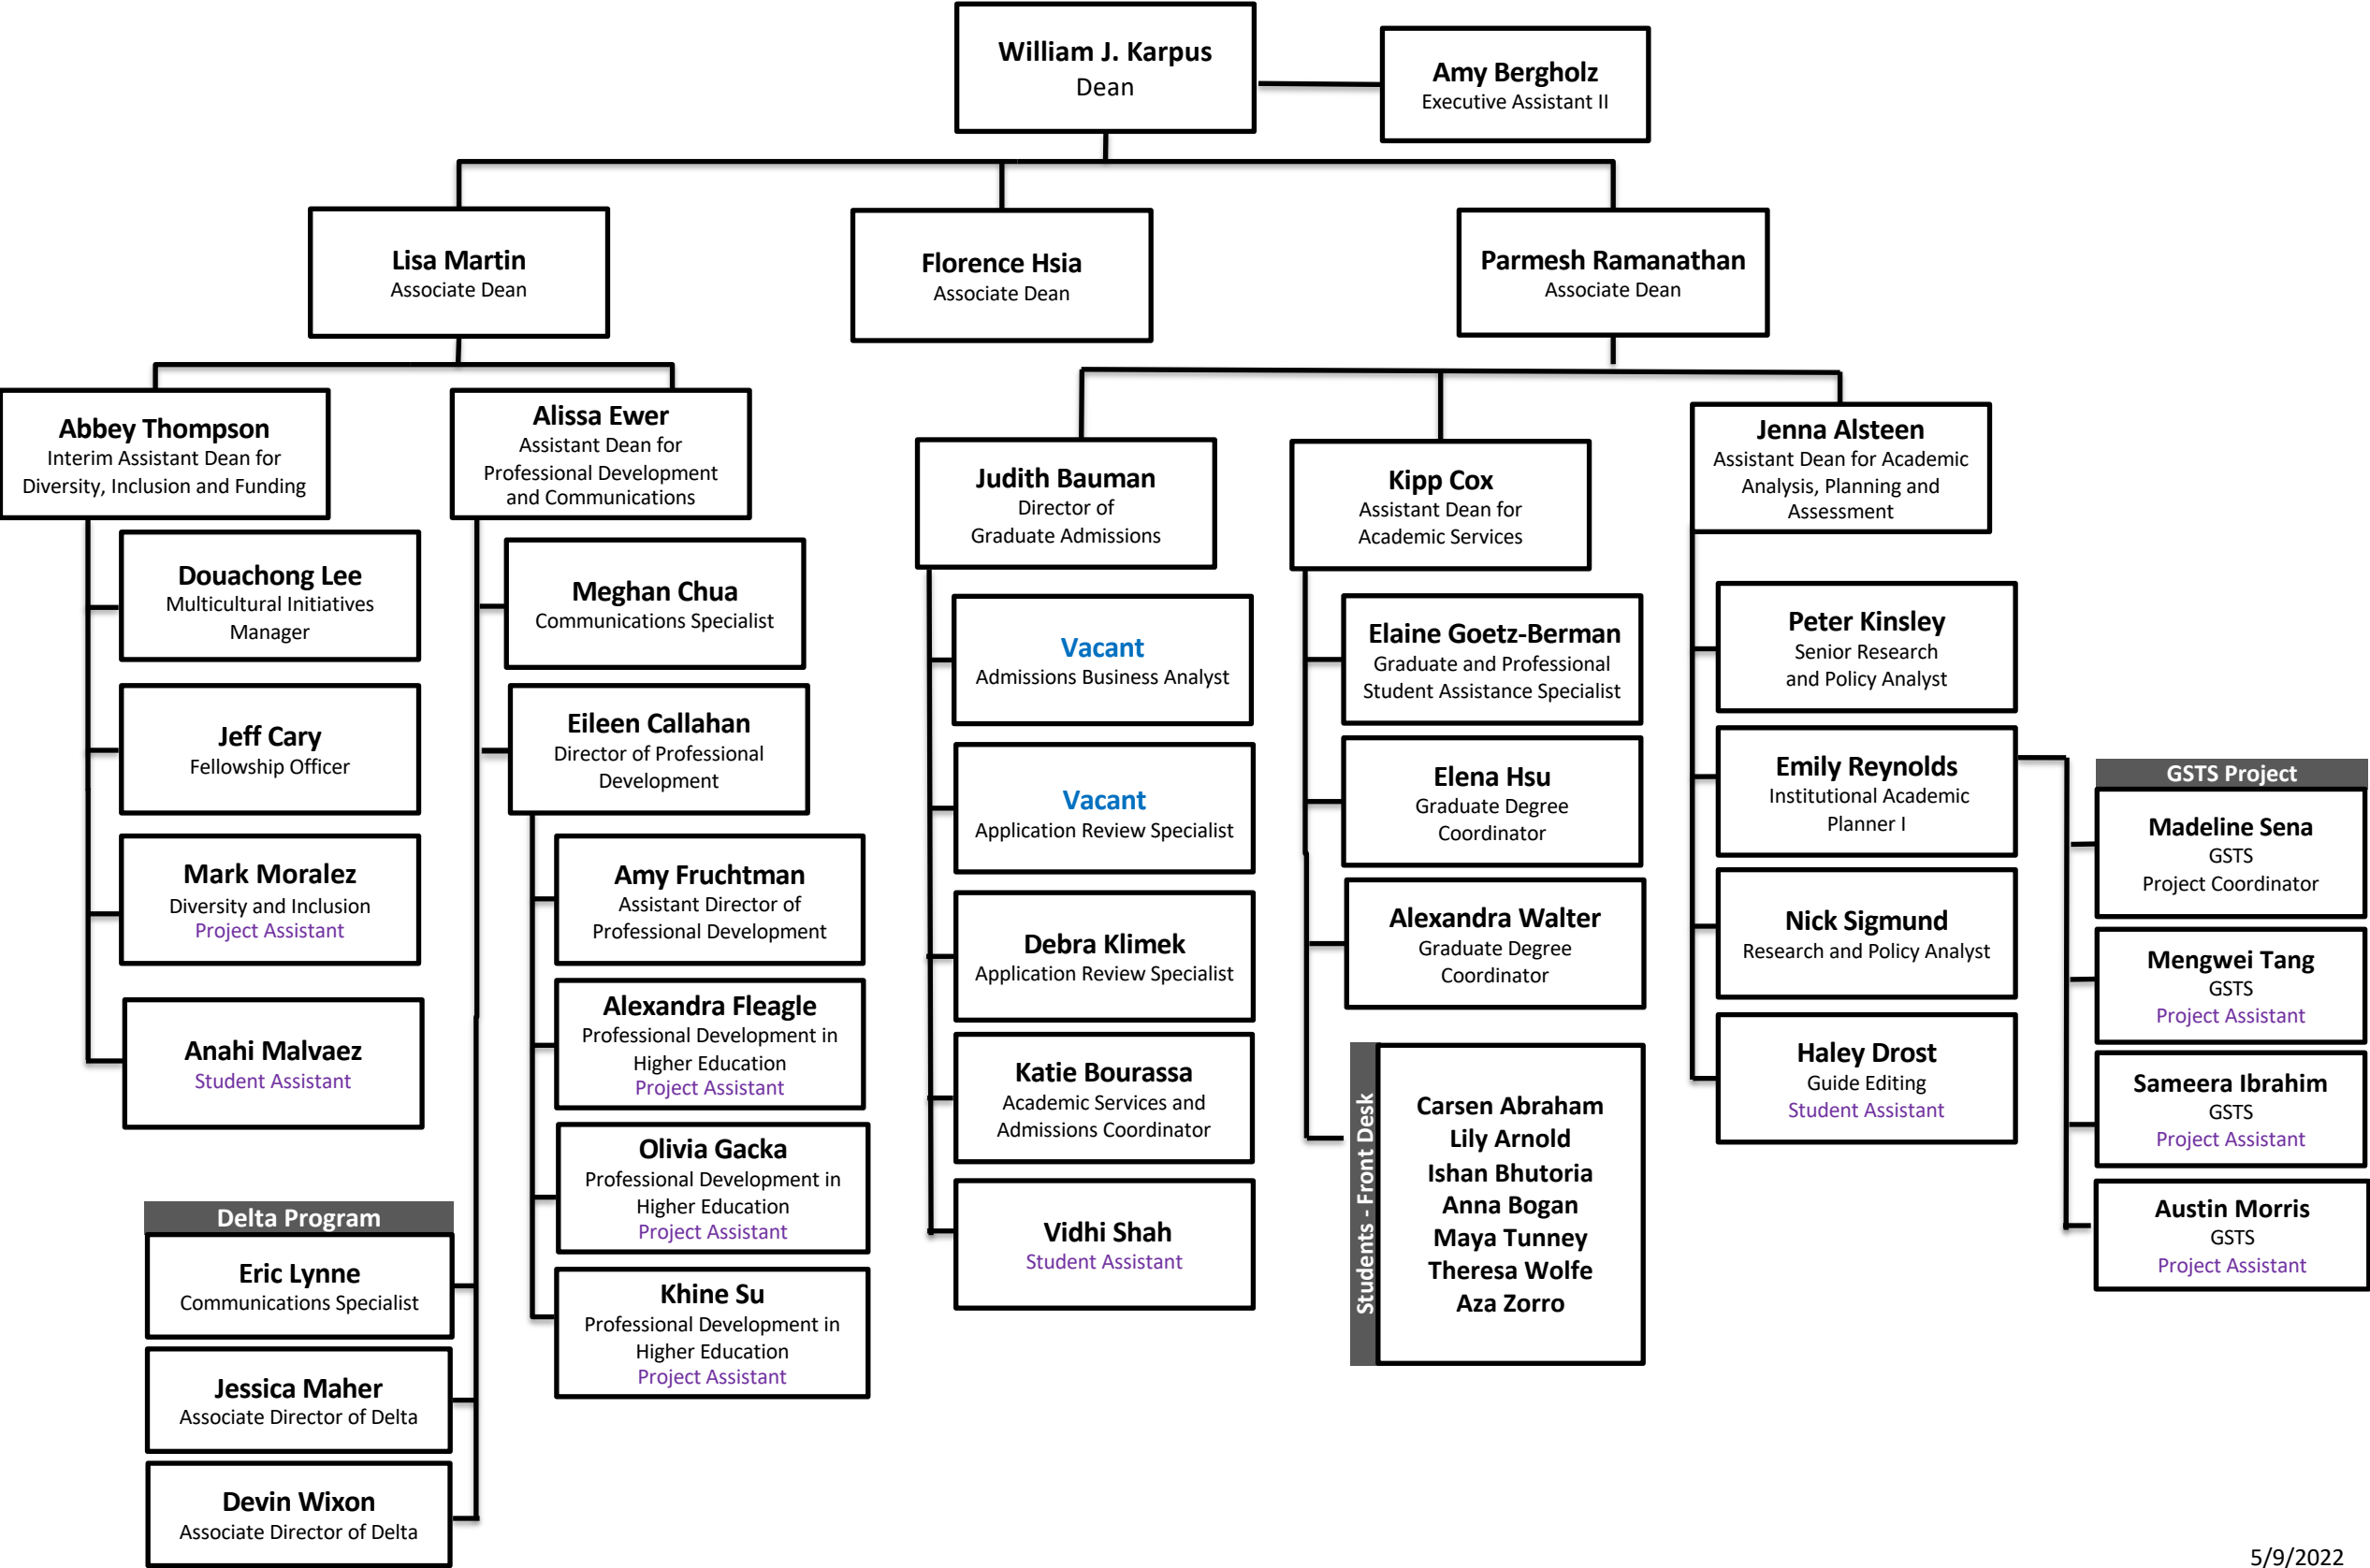 William J. Karpus
Dean
Amy Bergholz
Executive Assistant II
Lisa Martin
Associate Dean
Florence Hsia
Associate Dean
Parmesh Ramanathan
Associate Dean
Abbey Thompson
Interim Assistant Dean for
Diversity, Inclusion and Funding
Douachong Lee
Multicultural Initiatives
Manager
Jeff Cary
Fellowship Officer
Mark Moralez
Diversity and Inclusion
Project Assistant
Anahi Malvaez
Student Assistant
Alissa Ewer
Assistant Dean for
Professional Development
and Communications
Meghan Chua
Communications Specialist
Eileen Callahan
Director of Professional
Development
Amy Fruchtman
Assistant Director of
Professional Development
Alexandra Fleagle
Professional Development in
Higher Education
Project Assistant
Olivia Gacka
Professional Development in
Higher Education
Project Assistant
Khine Su
Professional Development in
Higher Education
Project Assistant
Delta Program
Eric Lynne
Communications Specialist
Jessica Maher
Associate Director of Delta
Devin Wixon
Associate Director of Delta
Judith Bauman
Director of
Graduate Admissions
Vacant
Admissions Business Analyst
Vacant
Application Review Specialist
Debra Klimek
Application Review Specialist
Katie Bourassa
Academic Services and
Admissions Coordinator
Vidhi Shah
Student Assistant
Kipp Cox
Assistant Dean for
Academic Services
Elaine Goetz-Berman
Graduate and Professional
Student Assistance Specialist
Elena Hsu
Graduate Degree
Coordinator
Alexandra Walter
Graduate Degree
Coordinator
Students - Front Desk
Carsen Abraham
Lily Arnold
Ishan Bhutoria
Anna Bogan
Maya Tunney
Theresa Wolfe
Aza Zorro
Jenna Alsteen
Assistant Dean for Academic
Analysis, Planning and
Assessment
Peter Kinsley
Senior Research
and Policy Analyst
Emily Reynolds
Institutional Academic
Planner I
Nick Sigmund
Research and Policy Analyst
Haley Drost
Guide Editing
Student Assistant
GSTS Project
Madeline Sena
GSTS
Project Coordinator
Mengwei Tang
GSTS
Project Assistant
Sameera Ibrahim
GSTS
Project Assistant
Austin Morris
GSTS
Project Assistant
5/9/2022